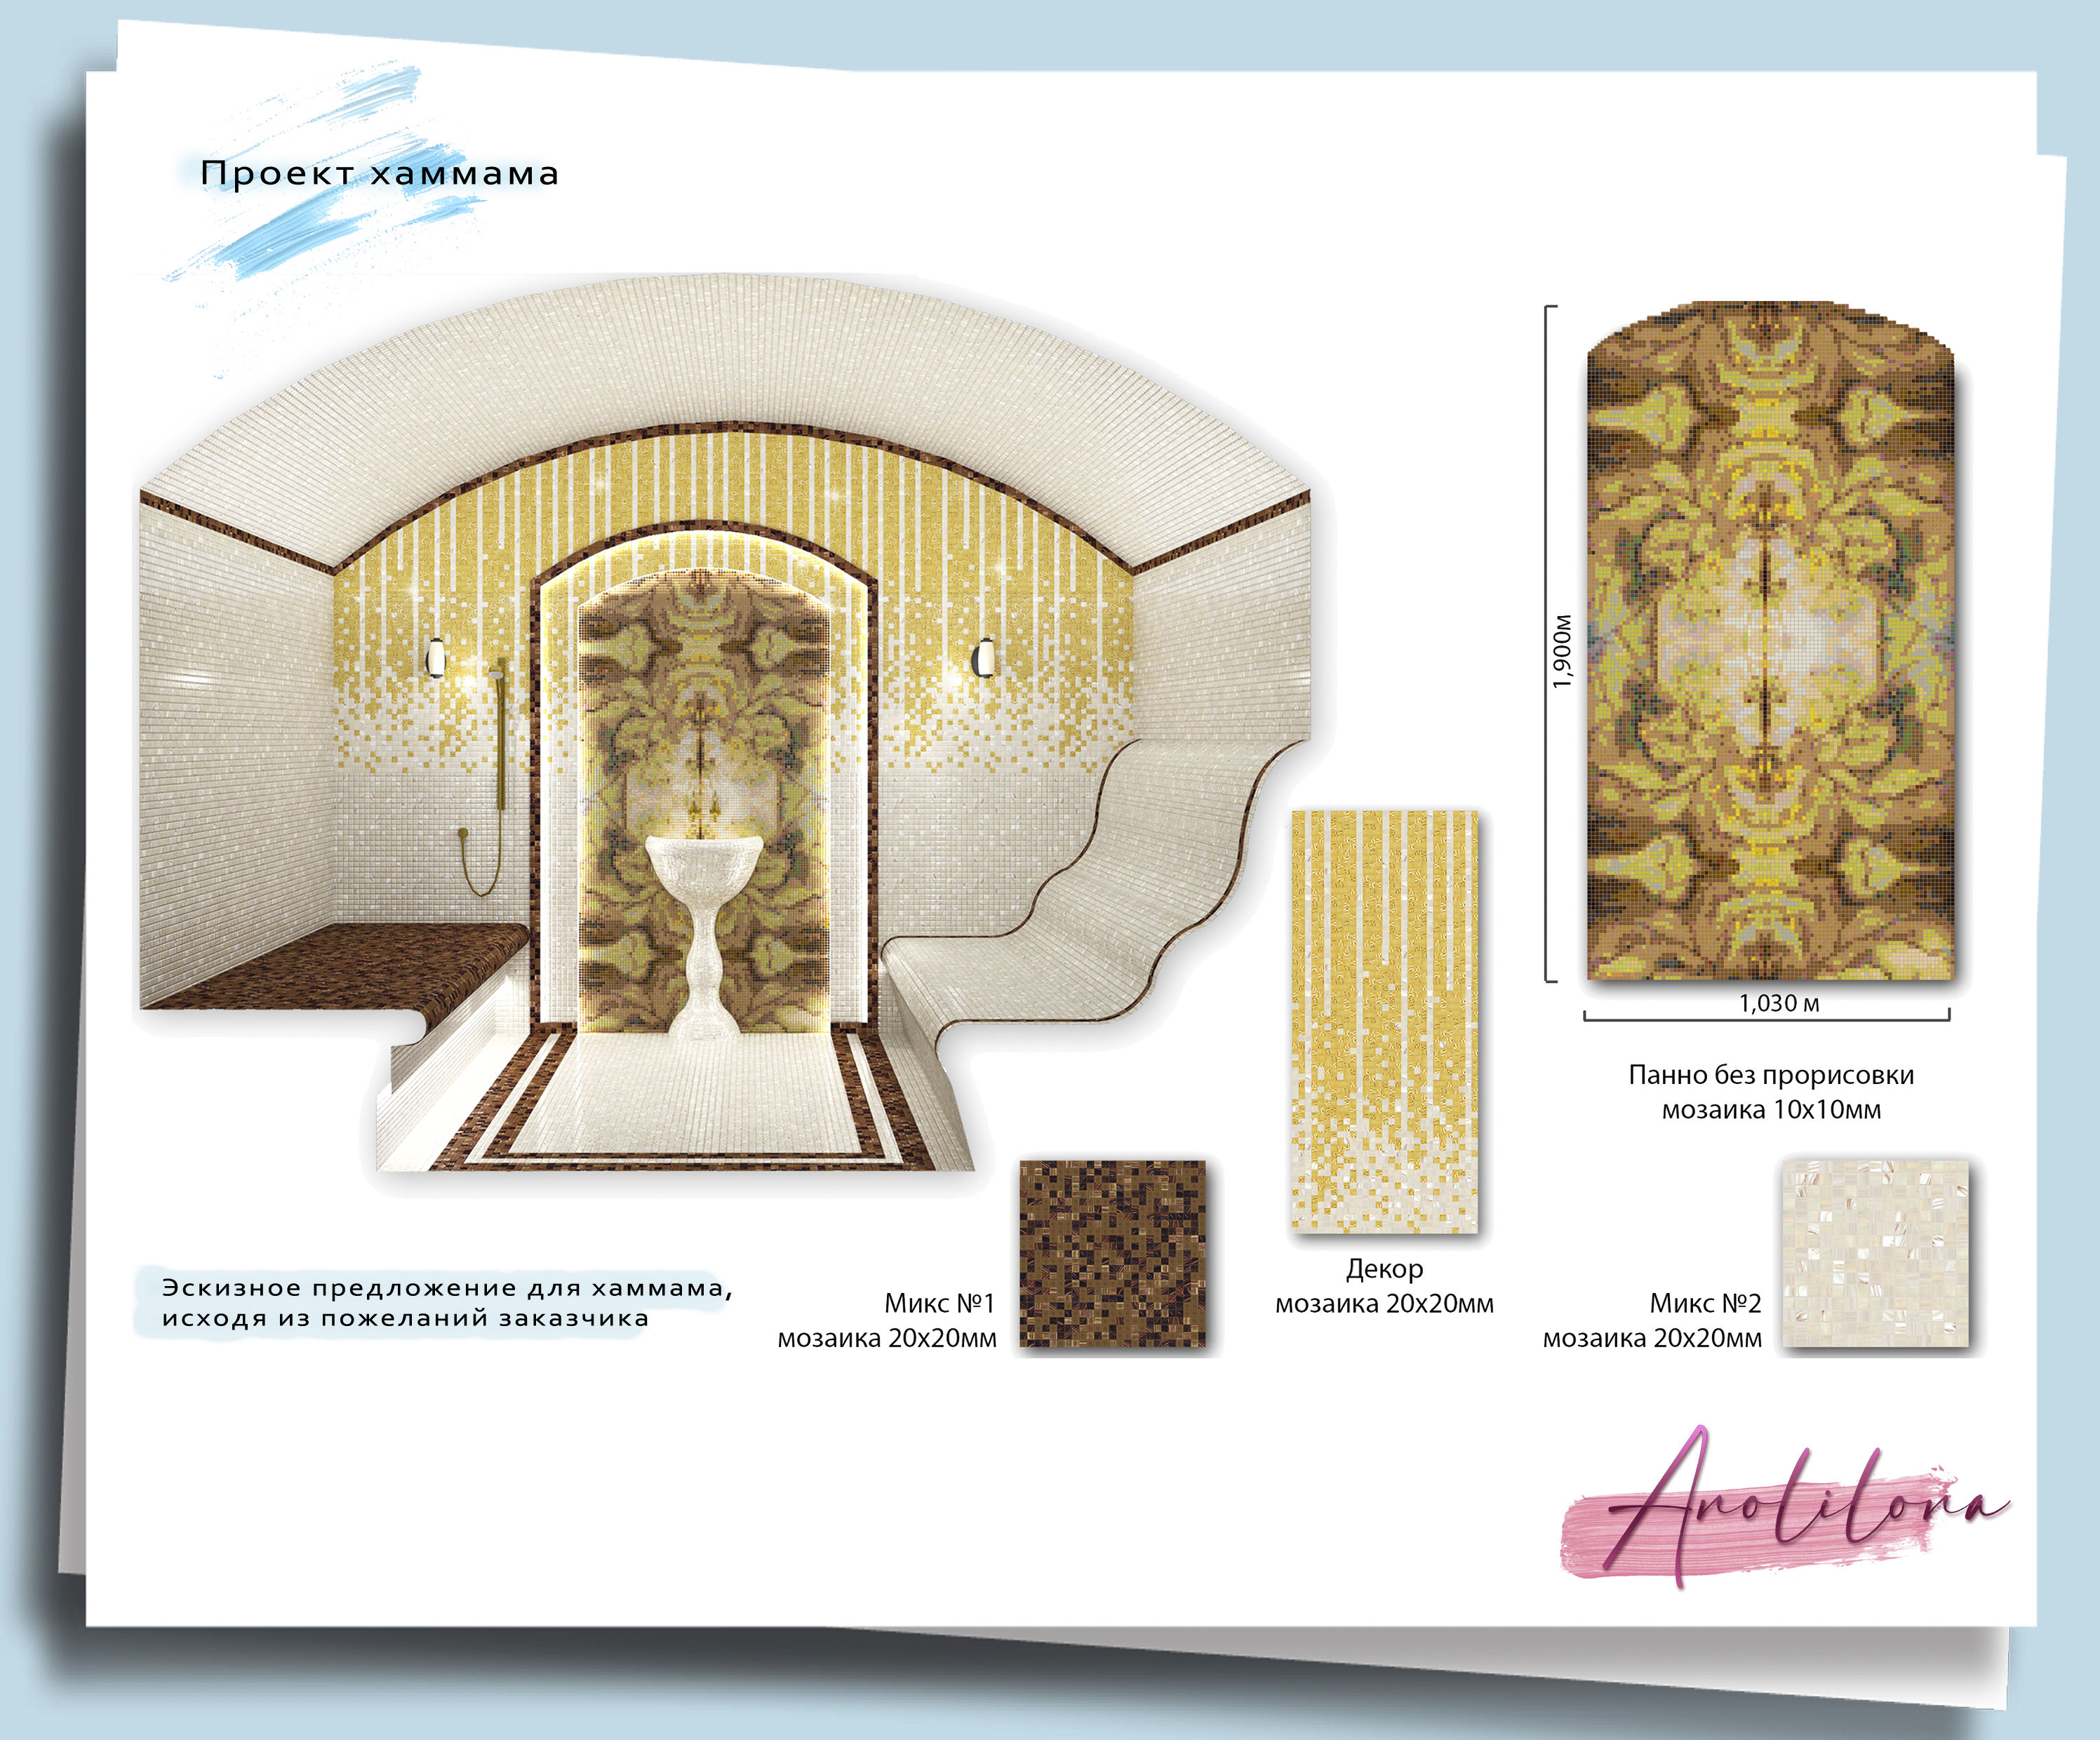 Проект хаммама
1,900м
1,030 м
Панно без прорисовки
мозаика 10х10мм
Декор
мозаика 20х20мм
Микс №1
мозаика 20х20мм
Микс №2
мозаика 20х20мм
Эскизное предложение для хаммама,
исходя из пожеланий заказчика
Anolilona